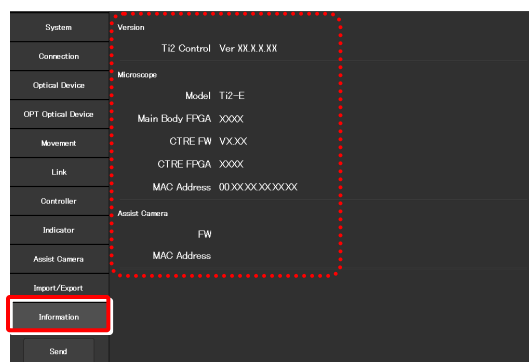 System
Connection
Optical Device
OPT Optical Device
Movement
Link
Controller
Indicator
Assist Camera
Import/Export
Information
Send
Version
Ti2 Control Ver XX.X.X.XX
Microscope
Model Ti2-E
Main Body FPGA XXXX
CTRE FW VX.XX
CTRE FPGA XXXX
MAC Address 00.XX.XX.XX.XX.XX
Assist Camera
FW
MAC Address